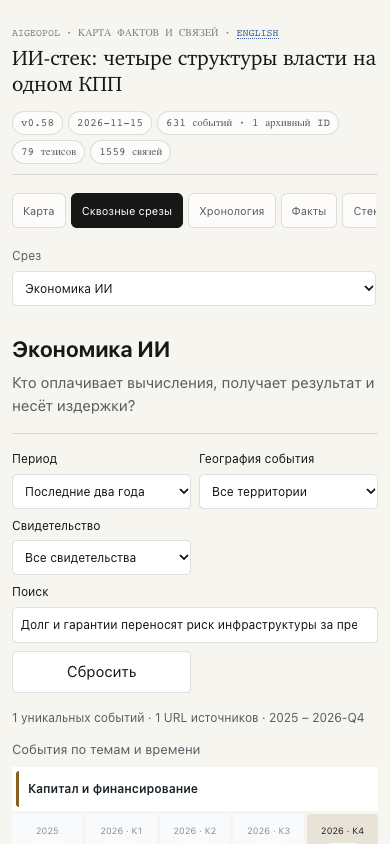 AIGEOPOL • КАРТА ФАКТОВ И СВЯЗЕЙ • ENGLISH
ИИ-стек: четыре структуры власти на
одном КПП
v0.58
2026-11-15
631 событий · 1 архивный ID
79 тезисов
1559 связей
Карта
Сквозные срезы
Хронология
Факты
Срез
Экономика ИИ
Экономика ИИ
Кто оплачивает вычисления, получает результат и
несёт издержки?
Период
География события
Последние два года
Все территории
Свидетельство
Все свидетельства
Поиск
Долг и гарантии переносят риск инфраструктуры за
Сбросить
1 уникальных событий · 1 URL источников · 2025 – 2026-Q4
События по темам и времени
Капитал и финансирование
2025
2026 · К1
2026 · К2
2026 · К3
2026 · К4